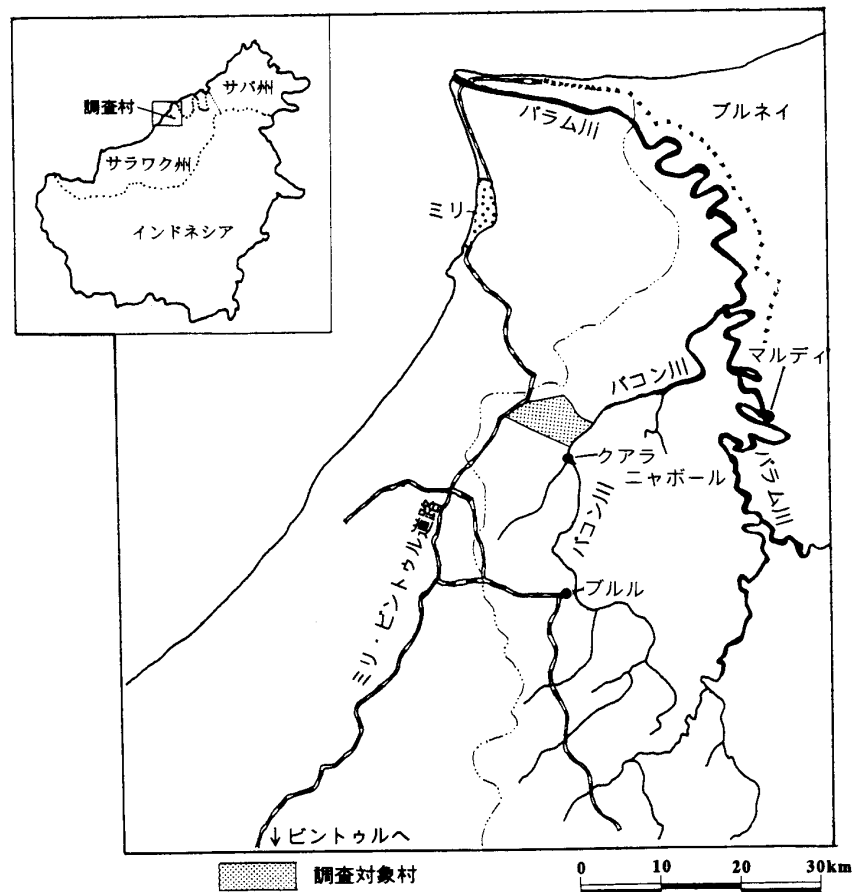 サバ州
調査村
サラワク州
インドネシア
ブルネイ
バラム川
ミリ
マルディ
バコン川
クアラ
ニャボール
バラム川
バコン川
ブルル
ミリ・ビントゥル道路
↓ビントゥルへ
調査対象村
0 10 20 30km